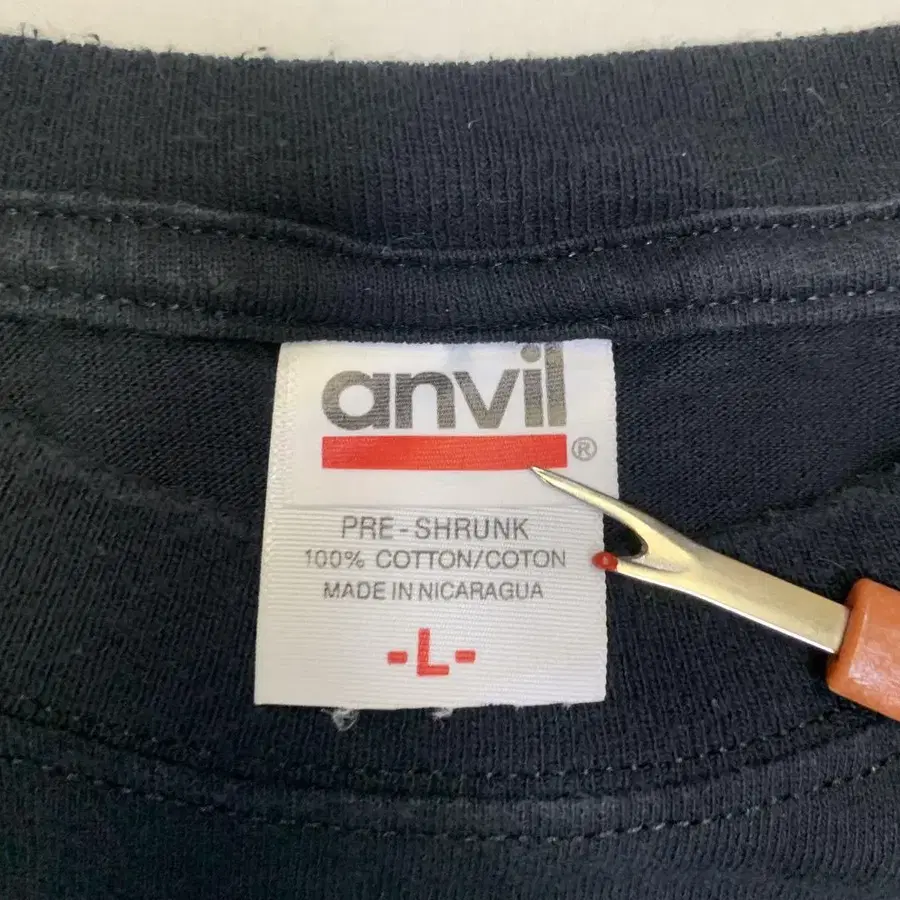 anvil®
PRE-SHRUNK
100% COTTON/COTON
MADE IN NICARAGUA
-L-